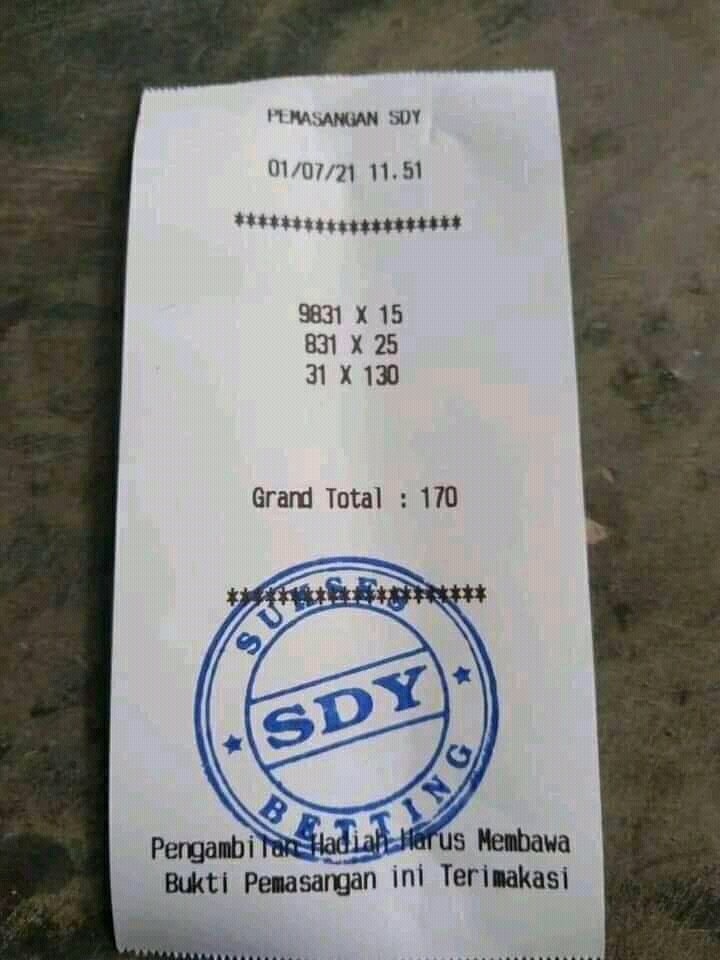 PEMASANGAN SDY
01/07/21 11.51
********************
9831 X 15
831 X 25
31 X 130
Grand Total : 170
**********************
SUKSES
SDY
BETTING
Pengambilan Hadiah Harus Membawa
Bukti Pemasangan ini Terimakasi